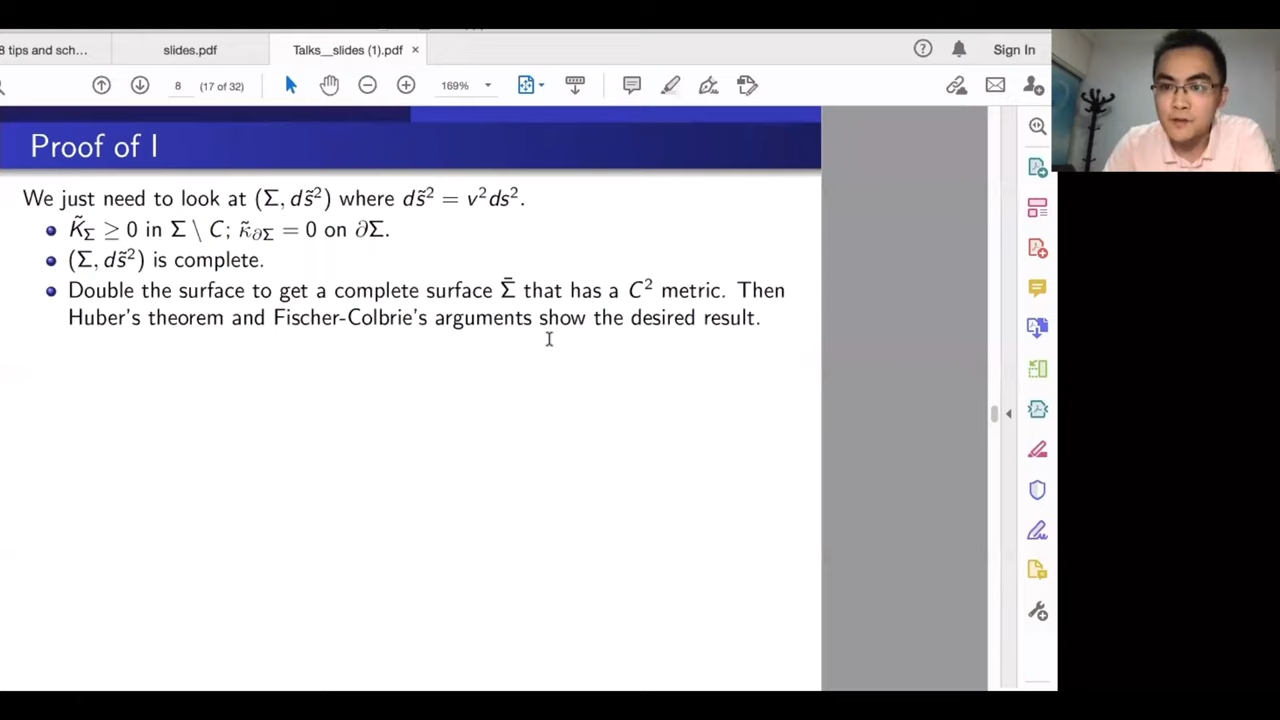 8 tips and sch...
slides.pdf
Talks__slides (1).pdf ×
Sign In
8 (17 of 32)
169%
Proof of I
We just need to look at (Σ, ds̃²) where ds̃² = v²ds².
K̃_Σ ≥ 0 in Σ \ C; κ̃_∂Σ = 0 on ∂Σ.
(Σ, ds̃²) is complete.
Double the surface to get a complete surface Σ̄ that has a C² metric. Then
Huber's theorem and Fischer-Colbrie's arguments show the desired result.